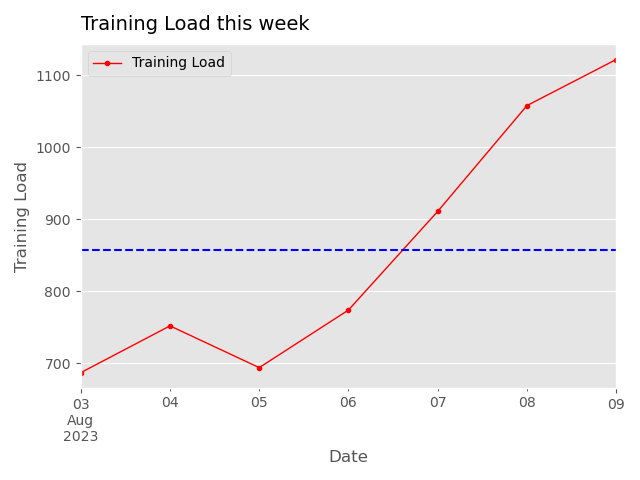 Training Load this week
Training Load
1100
1000
900
800
700
Training Load
03 04 05 06 07 08 09
Aug
2023
Date